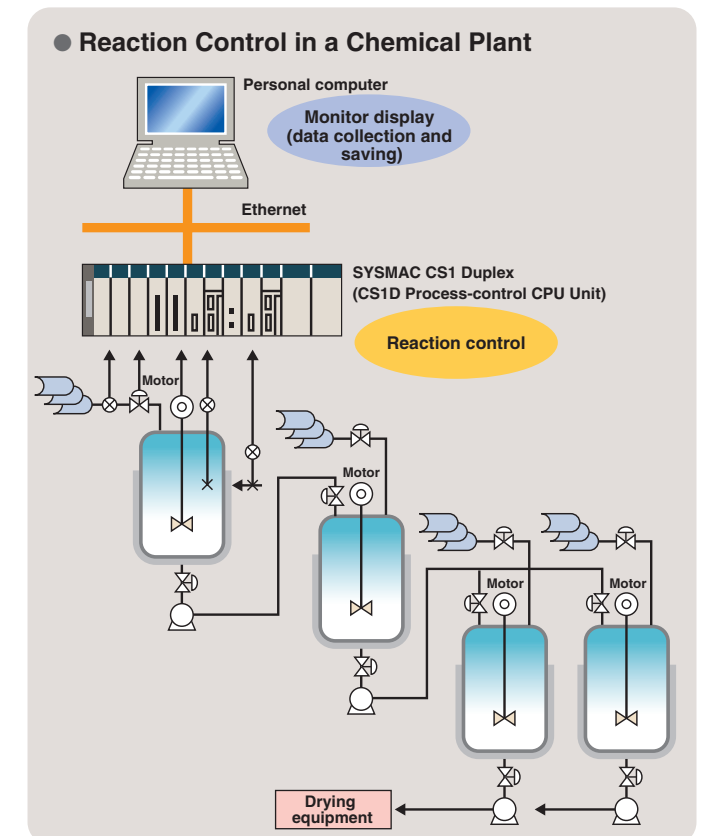 ● Reaction Control in a Chemical Plant
Personal computer
Monitor display
(data collection and
saving)
Ethernet
SYSMAC CS1 Duplex
(CS1D Process-control CPU Unit)
Reaction control
Motor
Motor
Motor
Motor
Drying
equipment